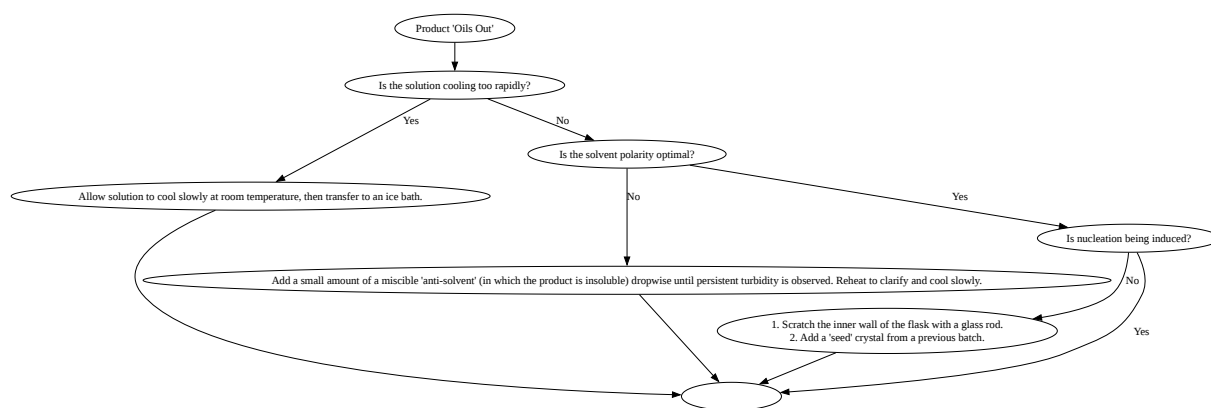 Product 'Oils Out'
Is the solution cooling too rapidly?
Yes
No
Is the solvent polarity optimal?
Allow solution to cool slowly at room temperature, then transfer to an ice bath.
No
Yes
Is nucleation being induced?
Add a small amount of a miscible 'anti-solvent' (in which the product is insoluble) dropwise until persistent turbidity is observed. Reheat to clarify and cool slowly.
No
1. Scratch the inner wall of the flask with a glass rod.
2. Add a 'seed' crystal from a previous batch.
Yes